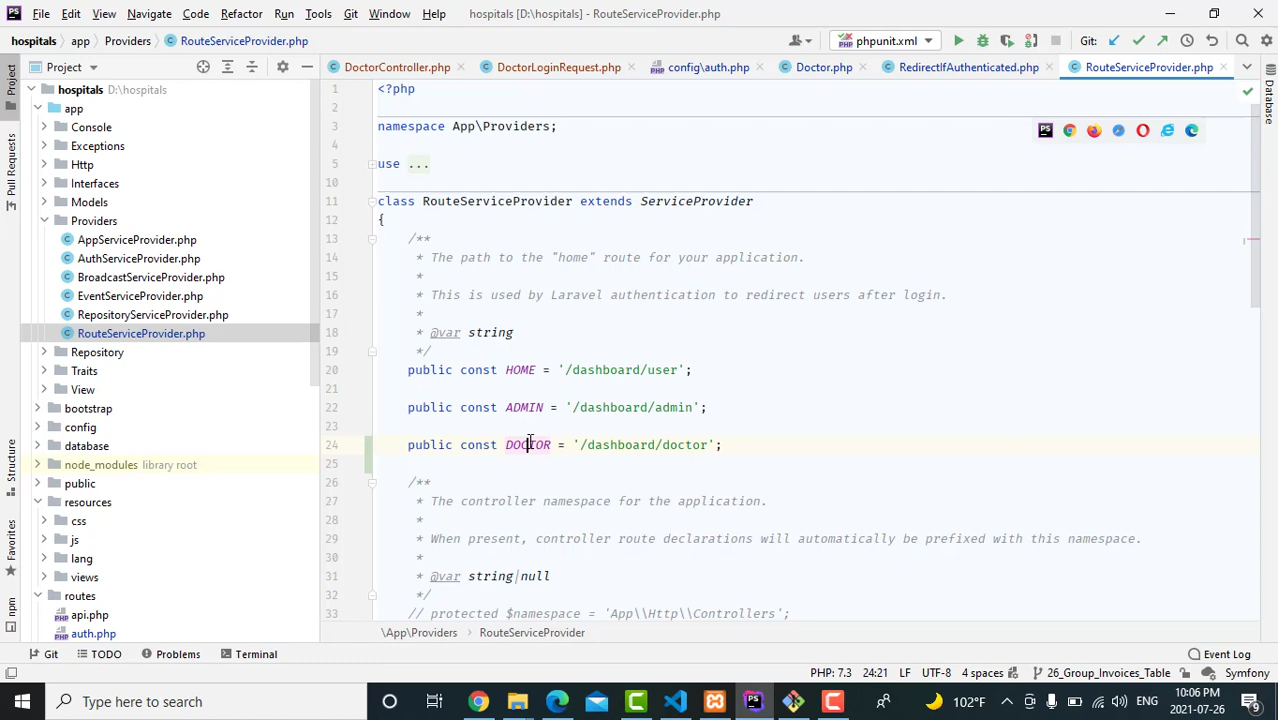 File Edit View Navigate Code Refactor Run Tools Git Window Help hospitals [D:\hospitals] - RouteServiceProvider.php
hospitals app Providers RouteServiceProvider.php phpunit.xml Git:
Project DoctorController.php DoctorLoginRequest.php config\auth.php Doctor.php RedirectIfAuthenticated.php RouteServiceProvider.php
Project
Pull Requests
Structure
Favorites
npm
Database
hospitals D:\hospitals
app
Console
Exceptions
Http
Interfaces
Models
Providers
AppServiceProvider.php
AuthServiceProvider.php
BroadcastServiceProvider.php
EventServiceProvider.php
RepositoryServiceProvider.php
RouteServiceProvider.php
Repository
Traits
View
bootstrap
config
database
node_modules library root
public
resources
css
js
lang
views
routes
api.php
auth.php
1 <?php
2
3 namespace App\Providers;
4
5 use ...
10
11 class RouteServiceProvider extends ServiceProvider
12 {
13 /**
14 * The path to the "home" route for your application.
15 *
16 * This is used by Laravel authentication to redirect users after login.
17 *
18 * @var string
19 */
20 public const HOME = '/dashboard/user';
21
22 public const ADMIN = '/dashboard/admin';
23
24 public const DOCTOR = '/dashboard/doctor';
25
26 /**
27 * The controller namespace for the application.
28 *
29 * When present, controller route declarations will automatically be prefixed with this namespace.
30 *
31 * @var string|null
32 */
33 // protected $namespace = 'App\\Http\\Controllers';
\App\Providers RouteServiceProvider
Git TODO Problems Terminal Event Log
PHP: 7.3 24:21 LF UTF-8 4 spaces 26_Group_Invoices_Table Symfony
Type here to search 102°F ENG 10:06 PM 2021-07-26 9